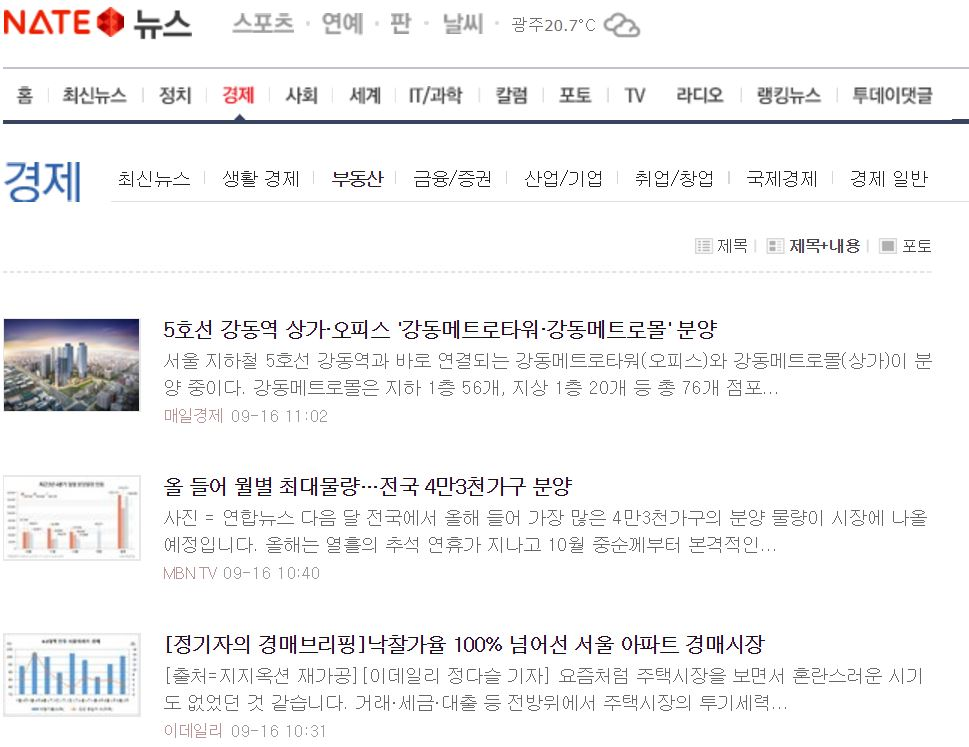 NATE 뉴스 스포츠 · 연예 · 판 · 날씨 · 광주20.7°C
홈 최신뉴스 정치 경제 사회 세계 IT/과학 칼럼 포토 TV 라디오 랭킹뉴스 투데이댓글
경제 최신뉴스 생활 경제 부동산 금융/증권 산업/기업 취업/창업 국제경제 경제 일반
제목 제목+내용 포토
5호선 강동역 상가·오피스 '강동메트로타워·강동메트로몰' 분양
서울 지하철 5호선 강동역과 바로 연결되는 강동메트로타워(오피스)와 강동메트로몰(상가)이 분
양 중이다. 강동메트로몰은 지하 1층 56개, 지상 1층 20개 등 총 76개 점포...
매일경제 09-16 11:02
올 들어 월별 최대물량…전국 4만3천가구 분양
사진 = 연합뉴스 다음 달 전국에서 올해 들어 가장 많은 4만3천가구의 분양 물량이 시장에 나올
예정입니다. 올해는 열흘의 추석 연휴가 지나고 10월 중순께부터 본격적인...
MBN TV 09-16 10:40
[정기자의 경매브리핑]낙찰가율 100% 넘어선 서울 아파트 경매시장
[출처=지지옥션 재가공][이데일리 정다슬 기자] 요즘처럼 주택시장을 보면서 혼란스러운 시기
도 없었던 것 같습니다. 거래·세금·대출 등 전방위에서 주택시장의 투기세력...
이데일리 09-16 10:31